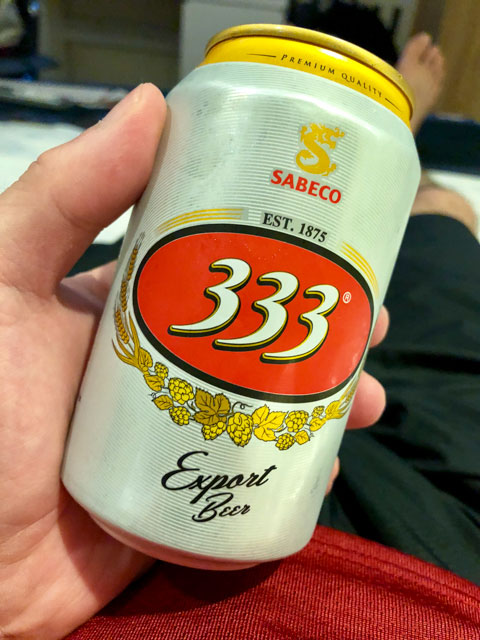 PREMIUM QUALITY
SABECO
EST. 1875
333®
Export
Beer